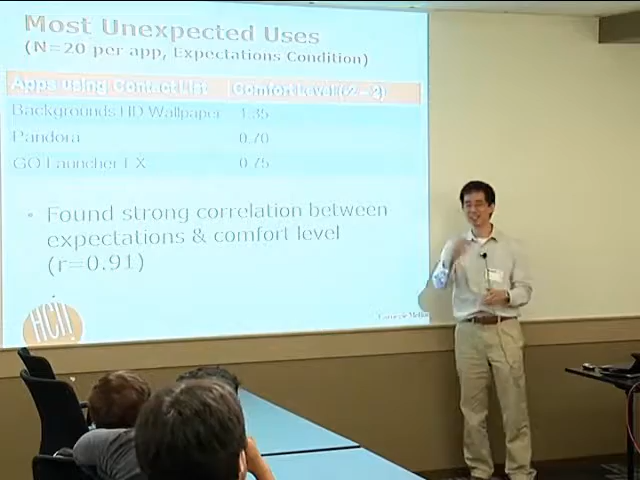 Most Unexpected Uses
(N=20 per app, Expectations Condition)
Apps using Contact List Comfort Level (-2 – 2)
Backgrounds HD Wallpaper 1.35
Pandora 0.70
GO Launcher EX 0.75
• Found strong correlation between
expectations & comfort level
(r=0.91)
HCII
Carnegie Mellon